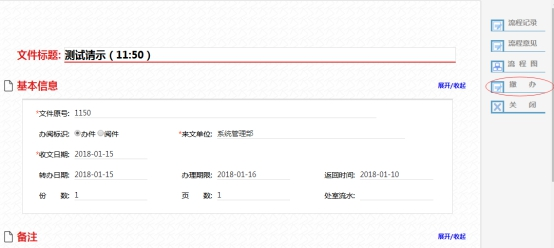 流程记录
流程意见
流 程 图
撤 办
关 闭
文件标题: 测试请示（11:50）
基本信息 展开/收起
*文件原号: 1150
办阅标识: 办件 阅件 *来文单位: 系统管理部
*收文日期: 2018-01-15
转办日期: 2018-01-15 办理期限: 2018-01-16 返回时间: 2018-01-10
份 数: 1 页 数: 1 处室流水:
备注 展开/收起